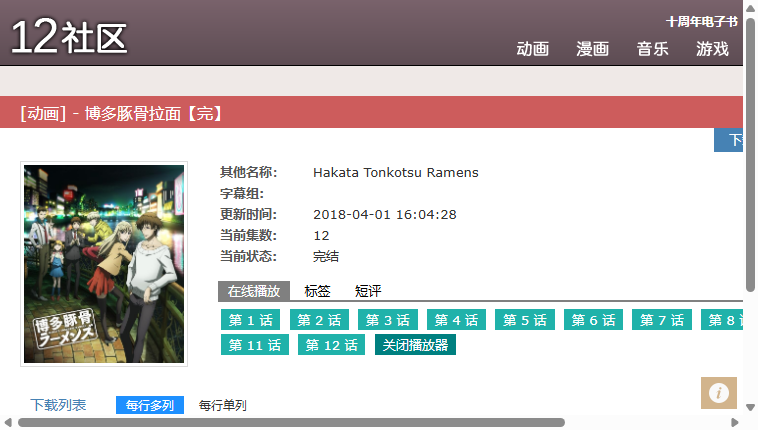 12社区
十周年电子书
动画 漫画 音乐 游戏
[动画] - 博多豚骨拉面【完】
下
博多豚骨
ラーメンズ
其他名称: Hakata Tonkotsu Ramens
字幕组:
更新时间: 2018-04-01 16:04:28
当前集数: 12
当前状态: 完结
在线播放 标签 短评
第 1 话 第 2 话 第 3 话 第 4 话 第 5 话 第 6 话 第 7 话 第 8
第 11 话 第 12 话 关闭播放器
下载列表 每行多列 每行单列